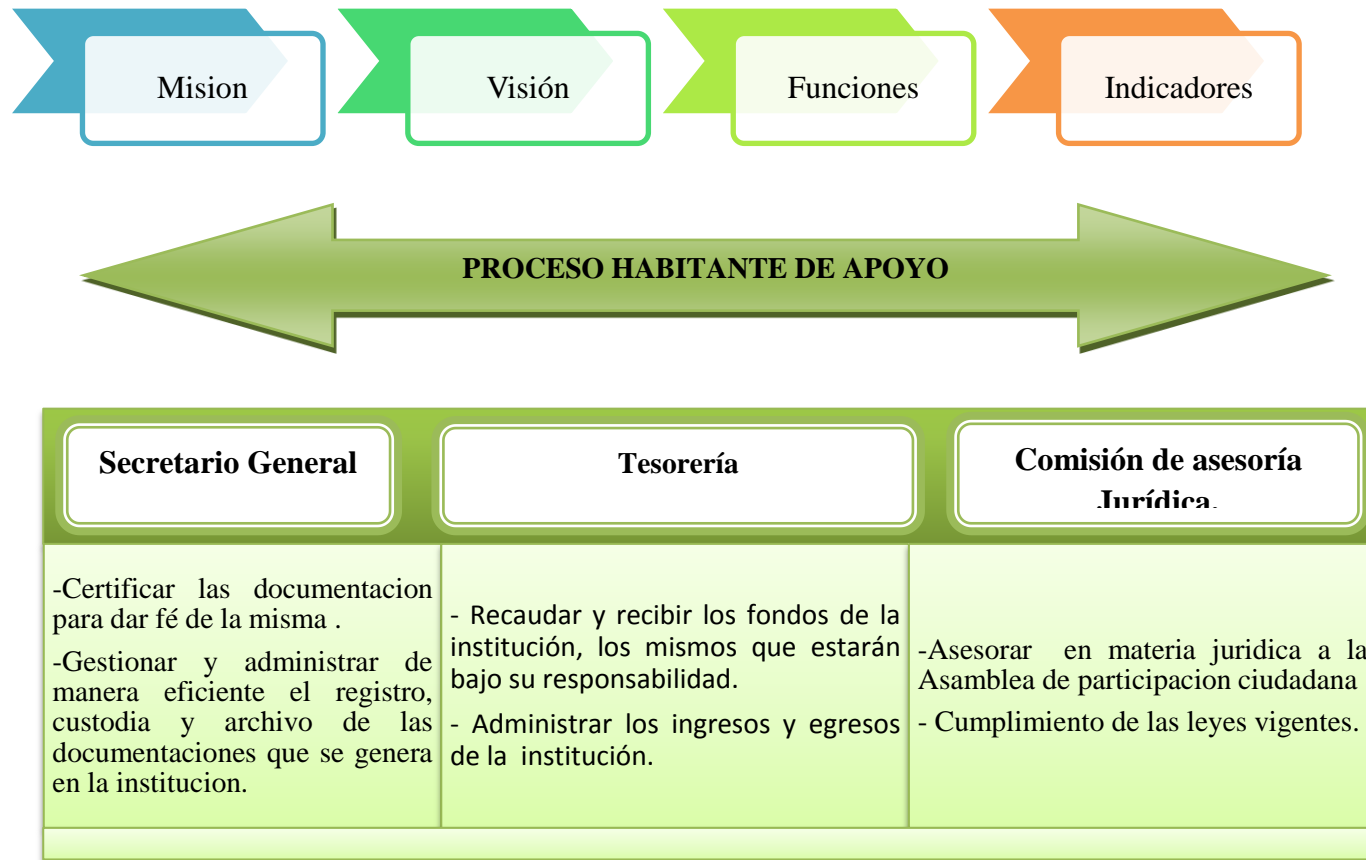 Mision
Visión
Funciones
Indicadores
PROCESO HABITANTE DE APOYO
Secretario General
Tesorería
Comisión de asesoría
Jurídica.
-Certificar las documentacion
para dar fé de la misma .
-Gestionar y administrar de
manera eficiente el registro,
custodia y archivo de las
documentaciones que se genera
en la institucion.
- Recaudar y recibir los fondos de la
institución, los mismos que estarán
bajo su responsabilidad.
- Administrar los ingresos y egresos
de la institución.
-Asesorar en materia juridica a la
Asamblea de participacion ciudadana
- Cumplimiento de las leyes vigentes.